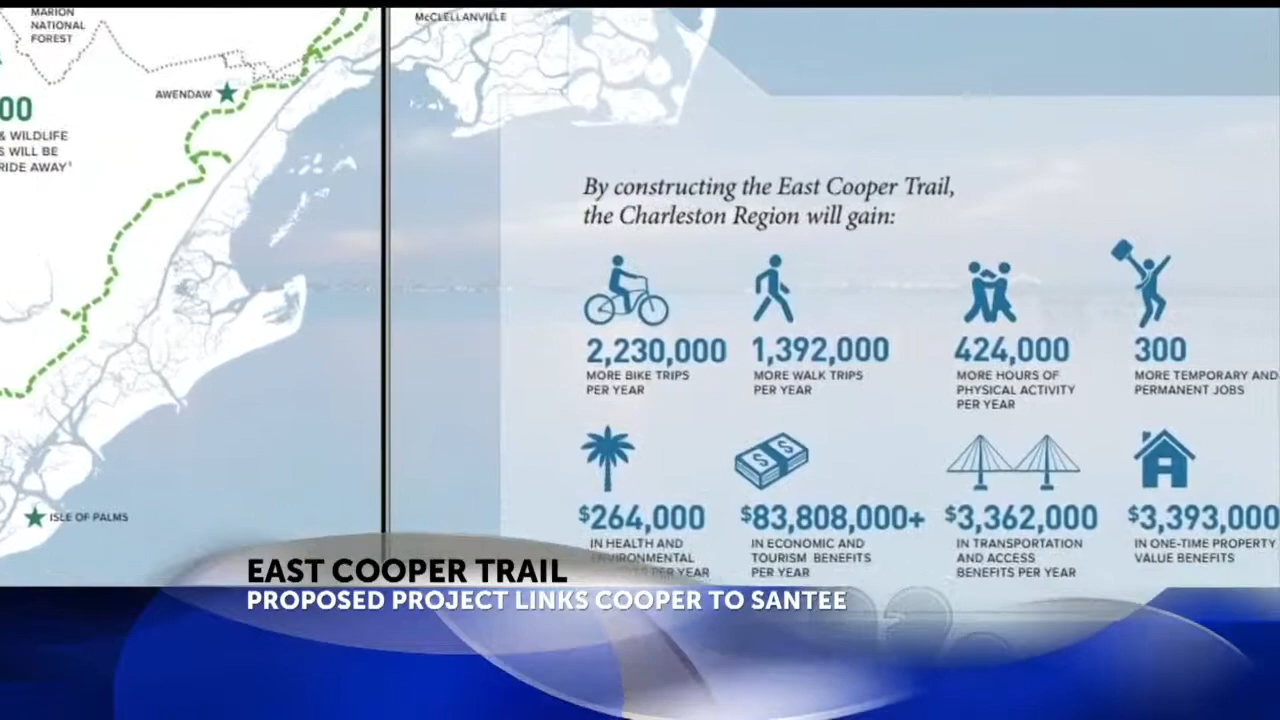 MARION
NATIONAL
FOREST
McCLELLANVILLE
AWENDAW
00
& WILDLIFE
S WILL BE
RIDE AWAY¹
ISLE OF PALMS
By constructing the East Cooper Trail,
the Charleston Region will gain:
2,230,000
MORE BIKE TRIPS
PER YEAR
1,392,000
MORE WALK TRIPS
PER YEAR
424,000
MORE HOURS OF
PHYSICAL ACTIVITY
PER YEAR
300
MORE TEMPORARY AND
PERMANENT JOBS
$264,000
IN HEALTH AND
ENVIRONMENTAL
PER YEAR
$83,808,000+
IN ECONOMIC AND
TOURISM BENEFITS
PER YEAR
$3,362,000
IN TRANSPORTATION
AND ACCESS
BENEFITS PER YEAR
$3,393,000
IN ONE-TIME PROPERTY
VALUE BENEFITS
EAST COOPER TRAIL
PROPOSED PROJECT LINKS COOPER TO SANTEE